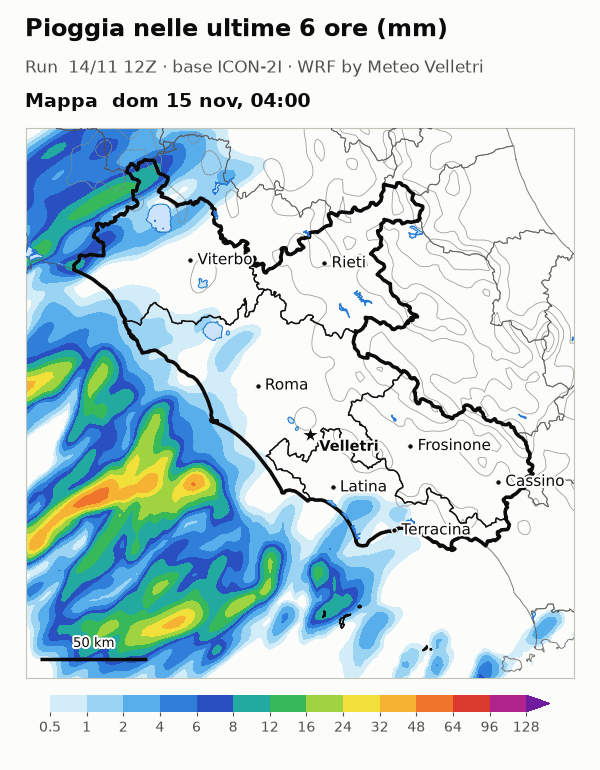 Pioggia nelle ultime 6 ore (mm)
Run  14/11 12Z · base ICON-2I · WRF by Meteo Velletri
Mappa  dom 15 nov, 04:00
Viterbo
Rieti
Roma
Velletri
Frosinone
Latina
Cassino
Terracina
50 km
0.5 1 2 4 6 8 12 16 24 32 48 64 96 128